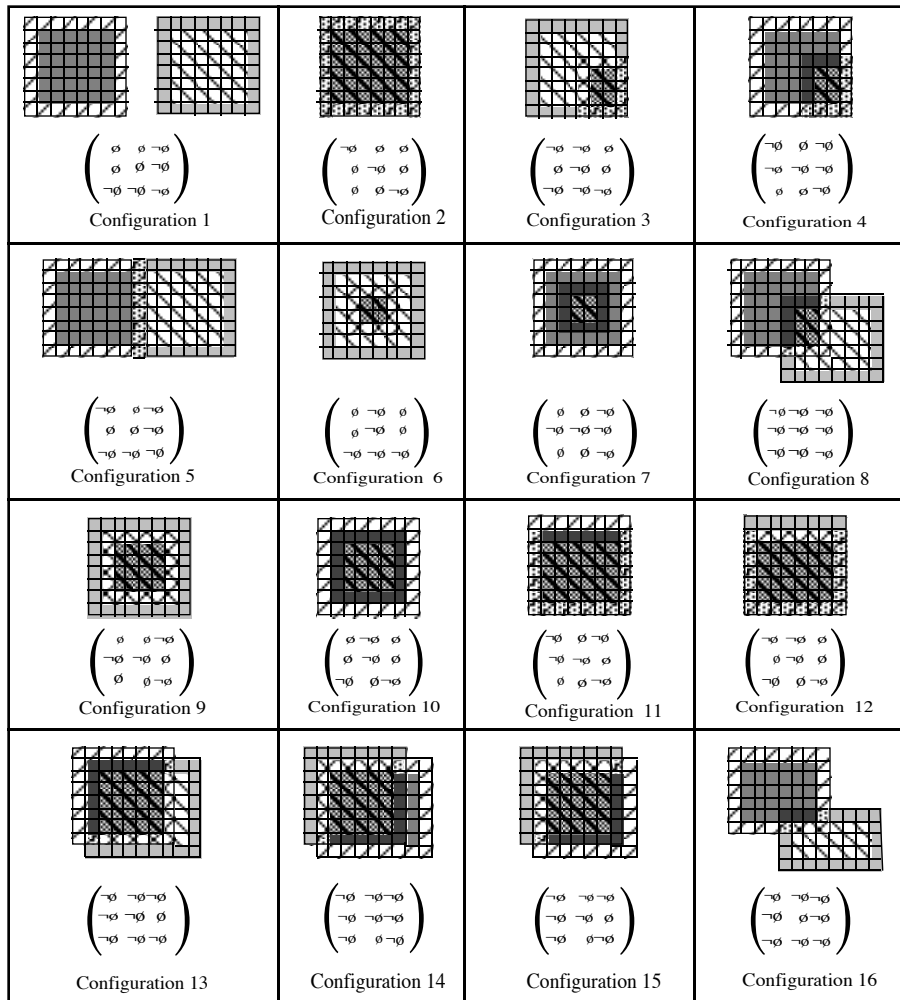 ø ø ¬ø
ø ø ¬ø
¬ø ¬ø ¬ø
Configuration 1
¬ø ø ø
ø ø ø
ø ø ¬ø
Configuration 2
¬ø ¬ø ø
ø ¬ø ø
¬ø ¬ø ¬ø
Configuration 3
¬ø ø ¬ø
¬ø ¬ø ¬ø
ø ø ¬ø
Configuration 4
¬ø ø ¬ø
ø ø ¬ø
¬ø ¬ø ¬ø
Configuration 5
ø ¬ø ø
ø ¬ø ø
¬ø ¬ø ¬ø
Configuration 6
ø ø ¬ø
¬ø ¬ø ¬ø
ø ø ¬ø
Configuration 7
¬ø ¬ø ¬ø
¬ø ¬ø ¬ø
¬ø ¬ø ¬ø
Configuration 8
ø ø ¬ø
¬ø ¬ø ø
ø ø ¬ø
Configuration 9
ø ¬ø ø
ø ¬ø ø
¬ø ø ¬ø
Configuration 10
¬ø ø ¬ø
¬ø ø ø
ø ø ¬ø
Configuration 11
¬ø ¬ø ø
ø ø ø
¬ø ø ¬ø
Configuration 12
¬ø ¬ø ¬ø
¬ø ¬ø ø
¬ø ¬ø ¬ø
Configuration 13
¬ø ¬ø ¬ø
¬ø ¬ø ¬ø
¬ø ø ¬ø
Configuration 14
¬ø ¬ø ¬ø
¬ø ¬ø ø
¬ø ø ¬ø
Configuration 15
¬ø ¬ø ¬ø
¬ø ø ¬ø
¬ø ¬ø ¬ø
Configuration 16